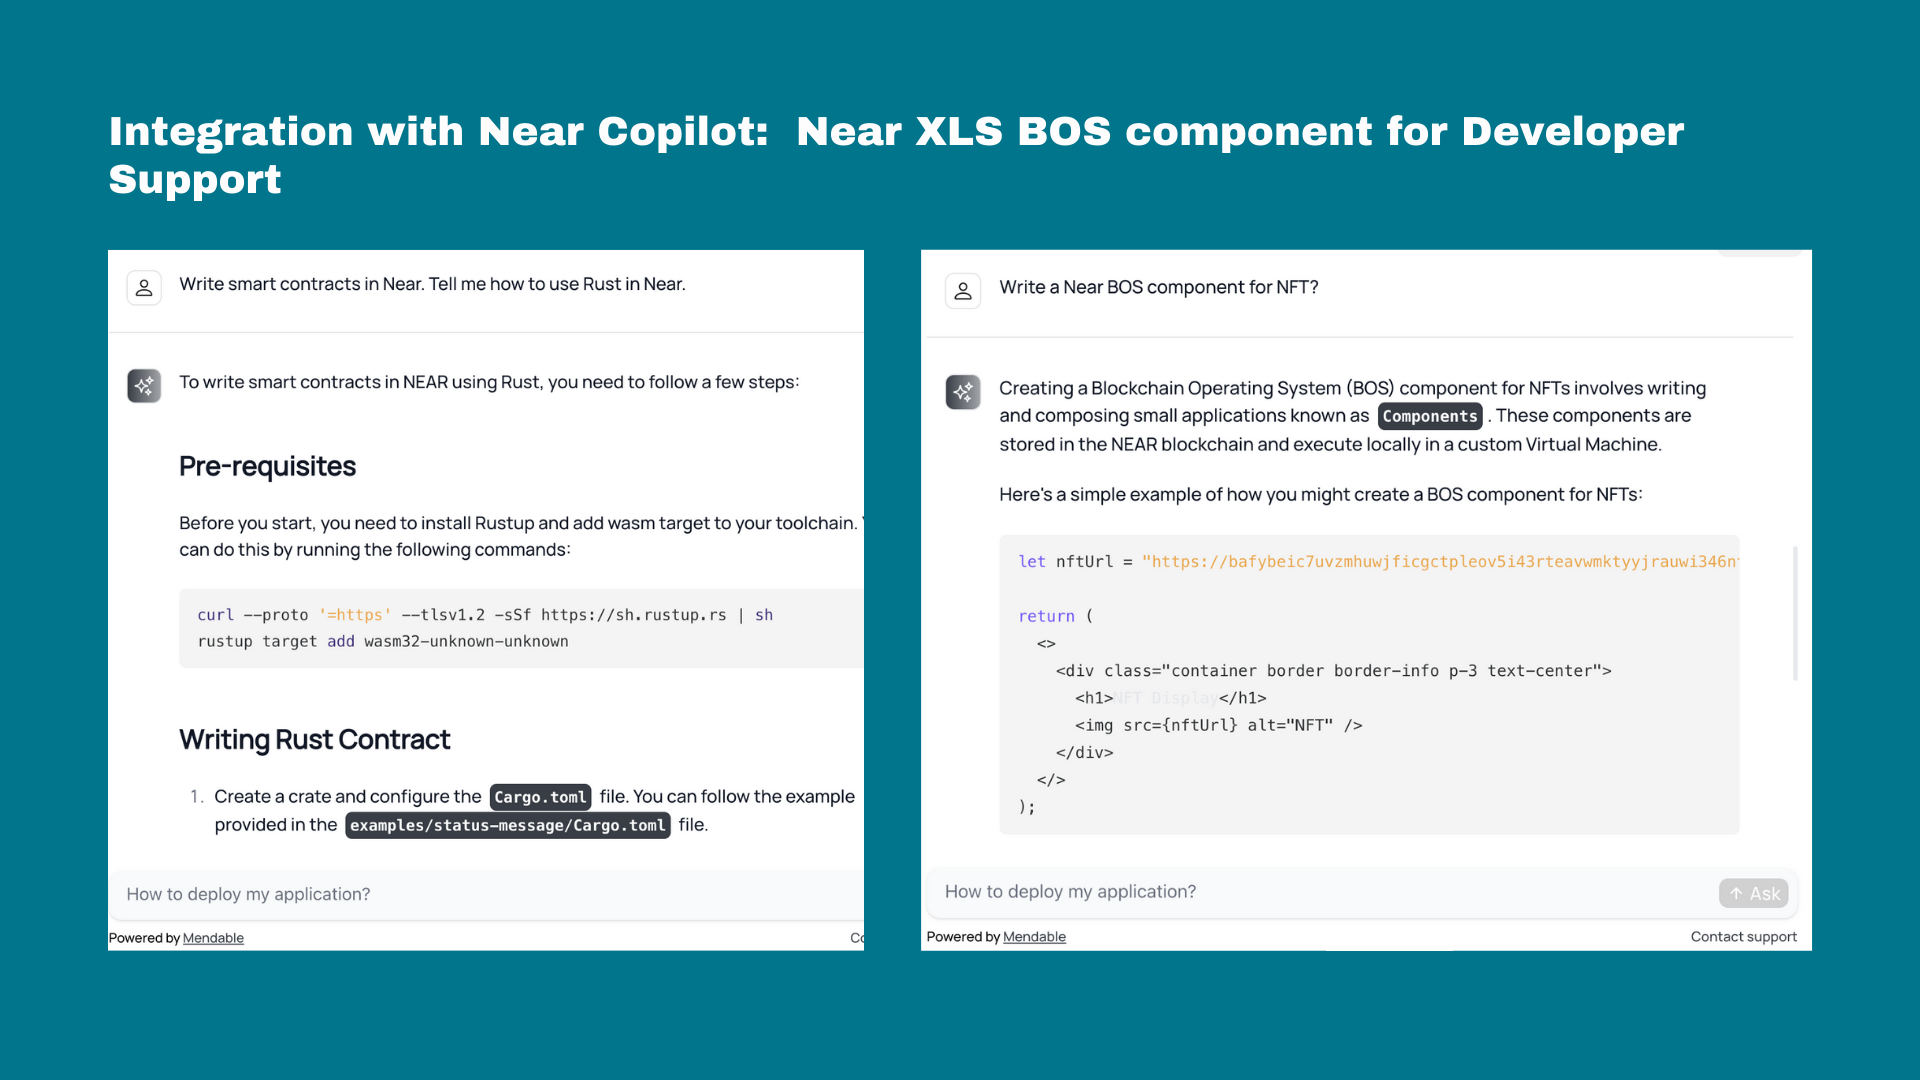 Integration with Near Copilot:  Near XLS BOS component for Developer
Support
Write smart contracts in Near. Tell me how to use Rust in Near.
To write smart contracts in NEAR using Rust, you need to follow a few steps:
Pre-requisites
Before you start, you need to install Rustup and add wasm target to your toolchain.
can do this by running the following commands:
curl --proto '=https' --tlsv1.2 -sSf https://sh.rustup.rs | sh
rustup target add wasm32-unknown-unknown
Writing Rust Contract
1. Create a crate and configure the Cargo.toml file. You can follow the example
provided in the examples/status-message/Cargo.toml file.
How to deploy my application?
Powered by Mendable
Write a Near BOS component for NFT?
Creating a Blockchain Operating System (BOS) component for NFTs involves writing
and composing small applications known as Components . These components are
stored in the NEAR blockchain and execute locally in a custom Virtual Machine.
Here's a simple example of how you might create a BOS component for NFTs:
let nftUrl = "https://bafybeic7uvzmhuwjficgctpleov5i43rteavwmktyyjrauwi346n
return (
<>
<div class="container border border-info p-3 text-center">
<h1>NFT Display</h1>
<img src={nftUrl} alt="NFT" />
</div>
</>
);
How to deploy my application?
Ask
Powered by Mendable
Contact support